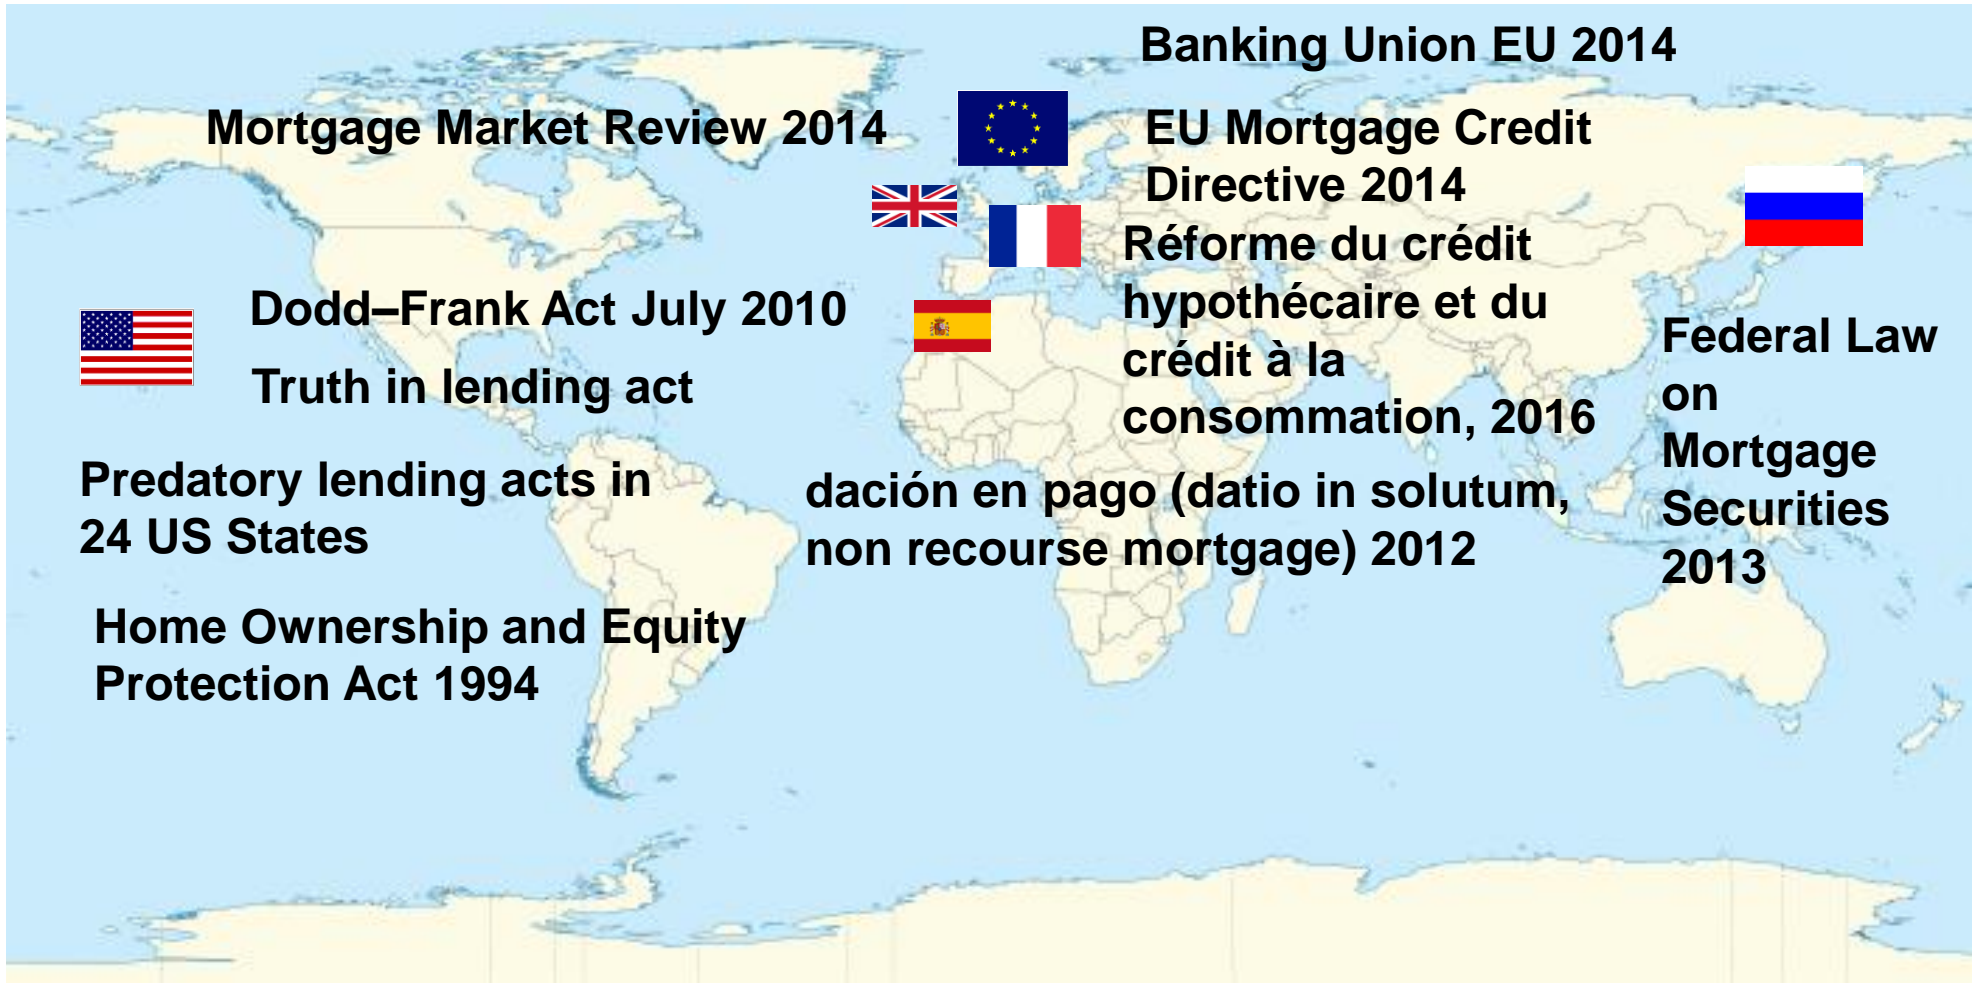 Banking Union EU 2014
Mortgage Market Review 2014
EU Mortgage Credit
Directive 2014
Réforme du crédit
hypothécaire et du
crédit à la
consommation, 2016
Dodd–Frank Act July 2010
Truth in lending act
Federal Law
on
Mortgage
Securities
2013
Predatory lending acts in
24 US States
dación en pago (datio in solutum,
non recourse mortgage) 2012
Home Ownership and Equity
Protection Act 1994